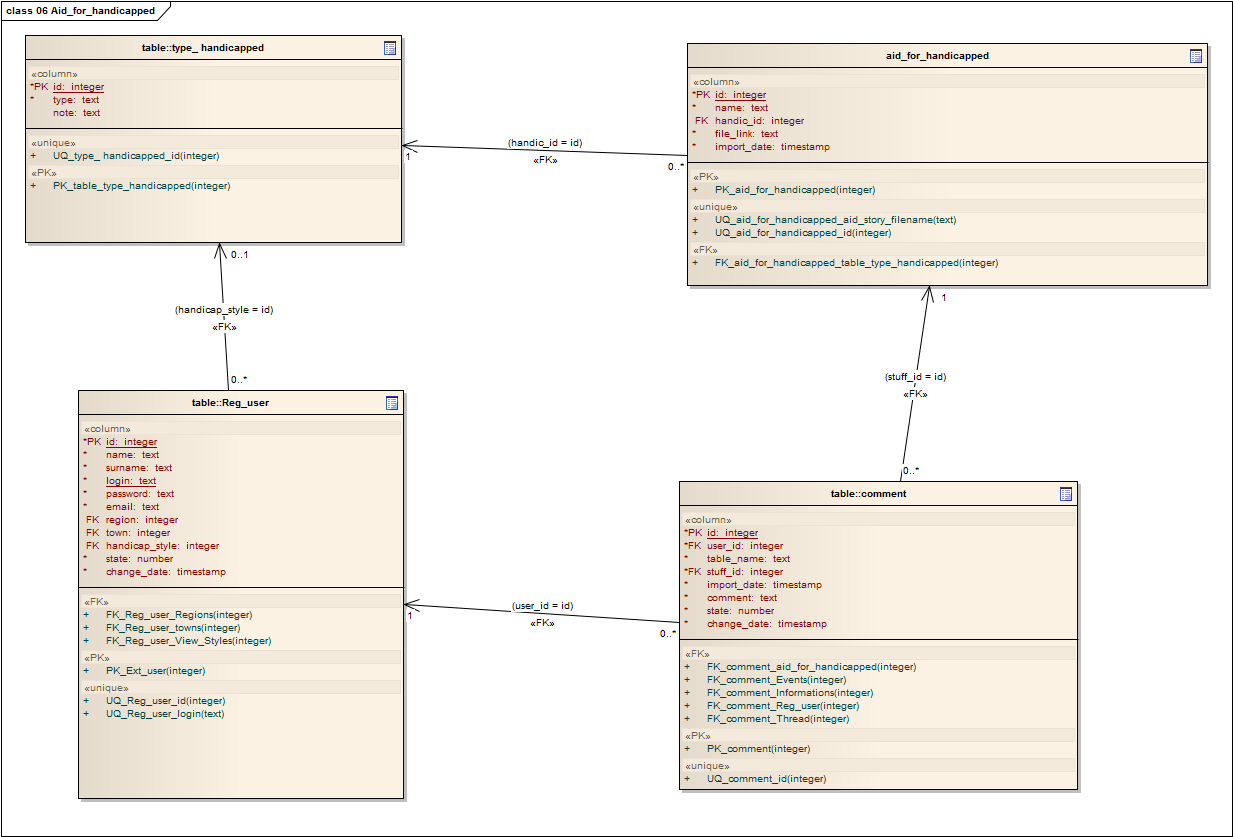 class 06 Aid_for_handicapped
table::type_ handicapped
«column»
*PK id: integer
* type: text
note: text
«unique»
+ UQ_type_ handicapped_id(integer)
«PK»
+ PK_table_type_handicapped(integer)
aid_for_handicapped
«column»
*PK id: integer
* name: text
FK handic_id: integer
* file_link: text
* import_date: timestamp
«PK»
+ PK_aid_for_handicapped(integer)
«unique»
+ UQ_aid_for_handicapped_aid_story_filename(text)
+ UQ_aid_for_handicapped_id(integer)
«FK»
+ FK_aid_for_handicapped_table_type_handicapped(integer)
(handic_id = id)
«FK»
1
0..*
0..1
(handicap_style = id)
«FK»
0..*
1
(stuff_id = id)
«FK»
0..*
table::Reg_user
«column»
*PK id: integer
* name: text
* surname: text
* login: text
* password: text
* email: text
FK region: integer
FK town: integer
FK handicap_style: integer
* state: number
* change_date: timestamp
«FK»
+ FK_Reg_user_Regions(integer)
+ FK_Reg_user_towns(integer)
+ FK_Reg_user_View_Styles(integer)
«PK»
+ PK_Ext_user(integer)
«unique»
+ UQ_Reg_user_id(integer)
+ UQ_Reg_user_login(text)
(user_id = id)
«FK»
1
0..*
table::comment
«column»
*PK id: integer
*FK user_id: integer
* table_name: text
*FK stuff_id: integer
* import_date: timestamp
* comment: text
* state: number
* change_date: timestamp
«FK»
+ FK_comment_aid_for_handicapped(integer)
+ FK_comment_Events(integer)
+ FK_comment_Informations(integer)
+ FK_comment_Reg_user(integer)
+ FK_comment_Thread(integer)
«PK»
+ PK_comment(integer)
«unique»
+ UQ_comment_id(integer)